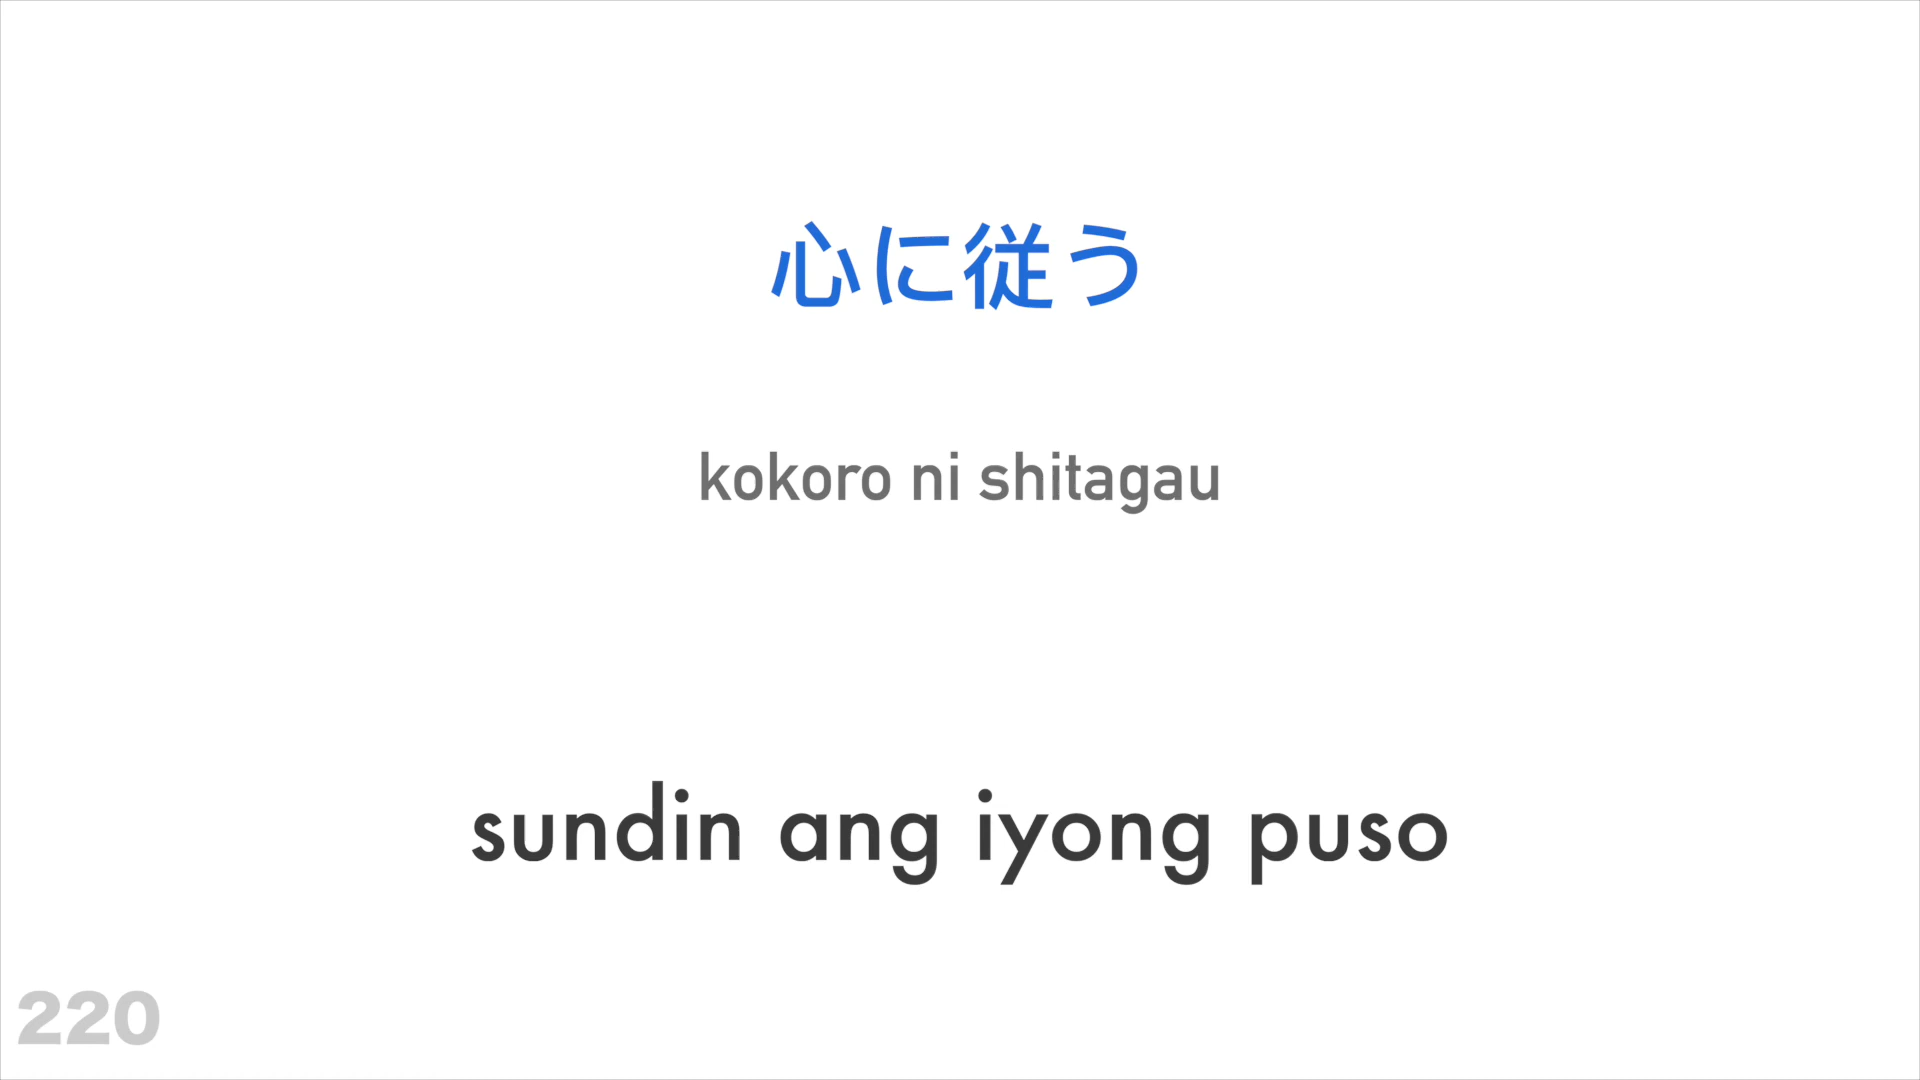 心に従う
kokoro ni shitagau
sundin ang iyong puso
220